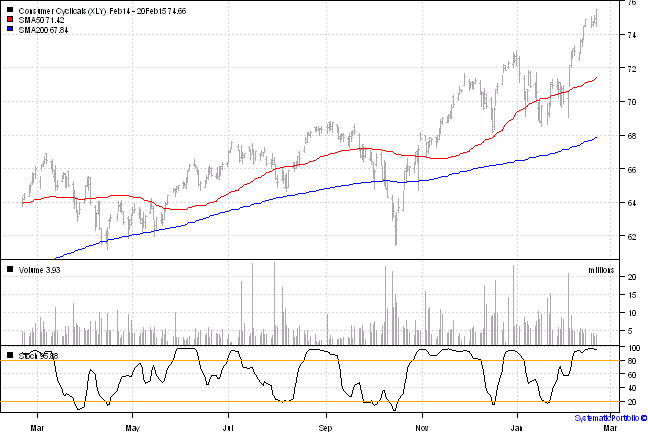 Consumer Cyclicals (XLY) Feb14 - 20Feb15 74.66
SMA50 71.42
SMA200 67.84
76
74
72
70
68
66
64
62
Volume 3.93
millions
20
15
10
5
100
80
60
40
20
Mar May Jul Sep Nov Jan Mar
SystematicPortfolio ©